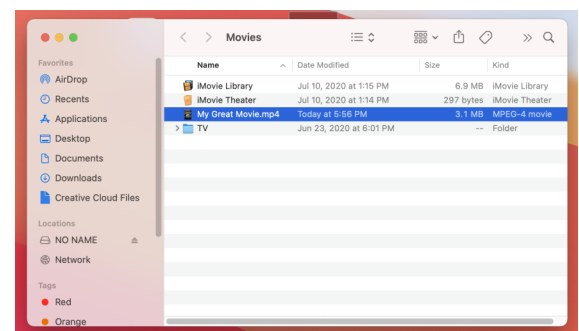 Movies
Favorites
AirDrop
Recents
Applications
Desktop
Documents
Downloads
Creative Cloud Files
Locations
NO NAME
Network
Tags
Red
Orange
Name Date Modified Size Kind
iMovie Library Jul 10, 2020 at 1:15 PM 6.9 MB iMovie Library
iMovie Theater Jul 10, 2020 at 1:14 PM 297 bytes iMovie Theater
My Great Movie.mp4 Today at 5:56 PM 3.1 MB MPEG-4 movie
TV Jun 23, 2020 at 6:01 PM -- Folder